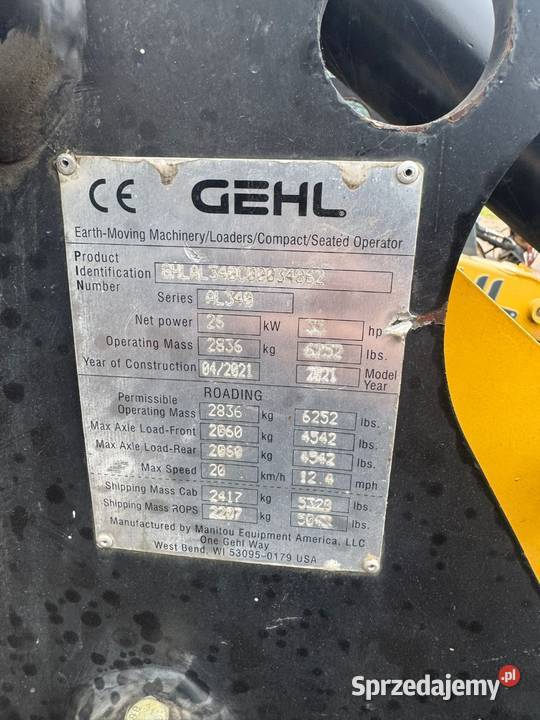 CE GEHL
Earth-Moving Machinery/Loaders/Compact/Seated Operator
Product
Identification
Number
Series AL340
Net power 25 kW 33 hp
Operating Mass 2836 kg 6252 lbs.
Year of Construction 04/2021 2021 Model Year
ROADING
Permissible
Operating Mass 2836 kg 6252 lbs.
Max Axle Load-Front 2060 kg 4542 lbs.
Max Axle Load-Rear 2060 kg 4542 lbs.
Max Speed 20 km/h 12.4 mph
Shipping Mass Cab 2417 kg 5329 lbs.
Shipping Mass ROPS kg lbs.
Manufactured by Manitou Equipment America, LLC
One Gehl Way
West Bend, WI 53095-0179 USA
Sprzedajemy.pl